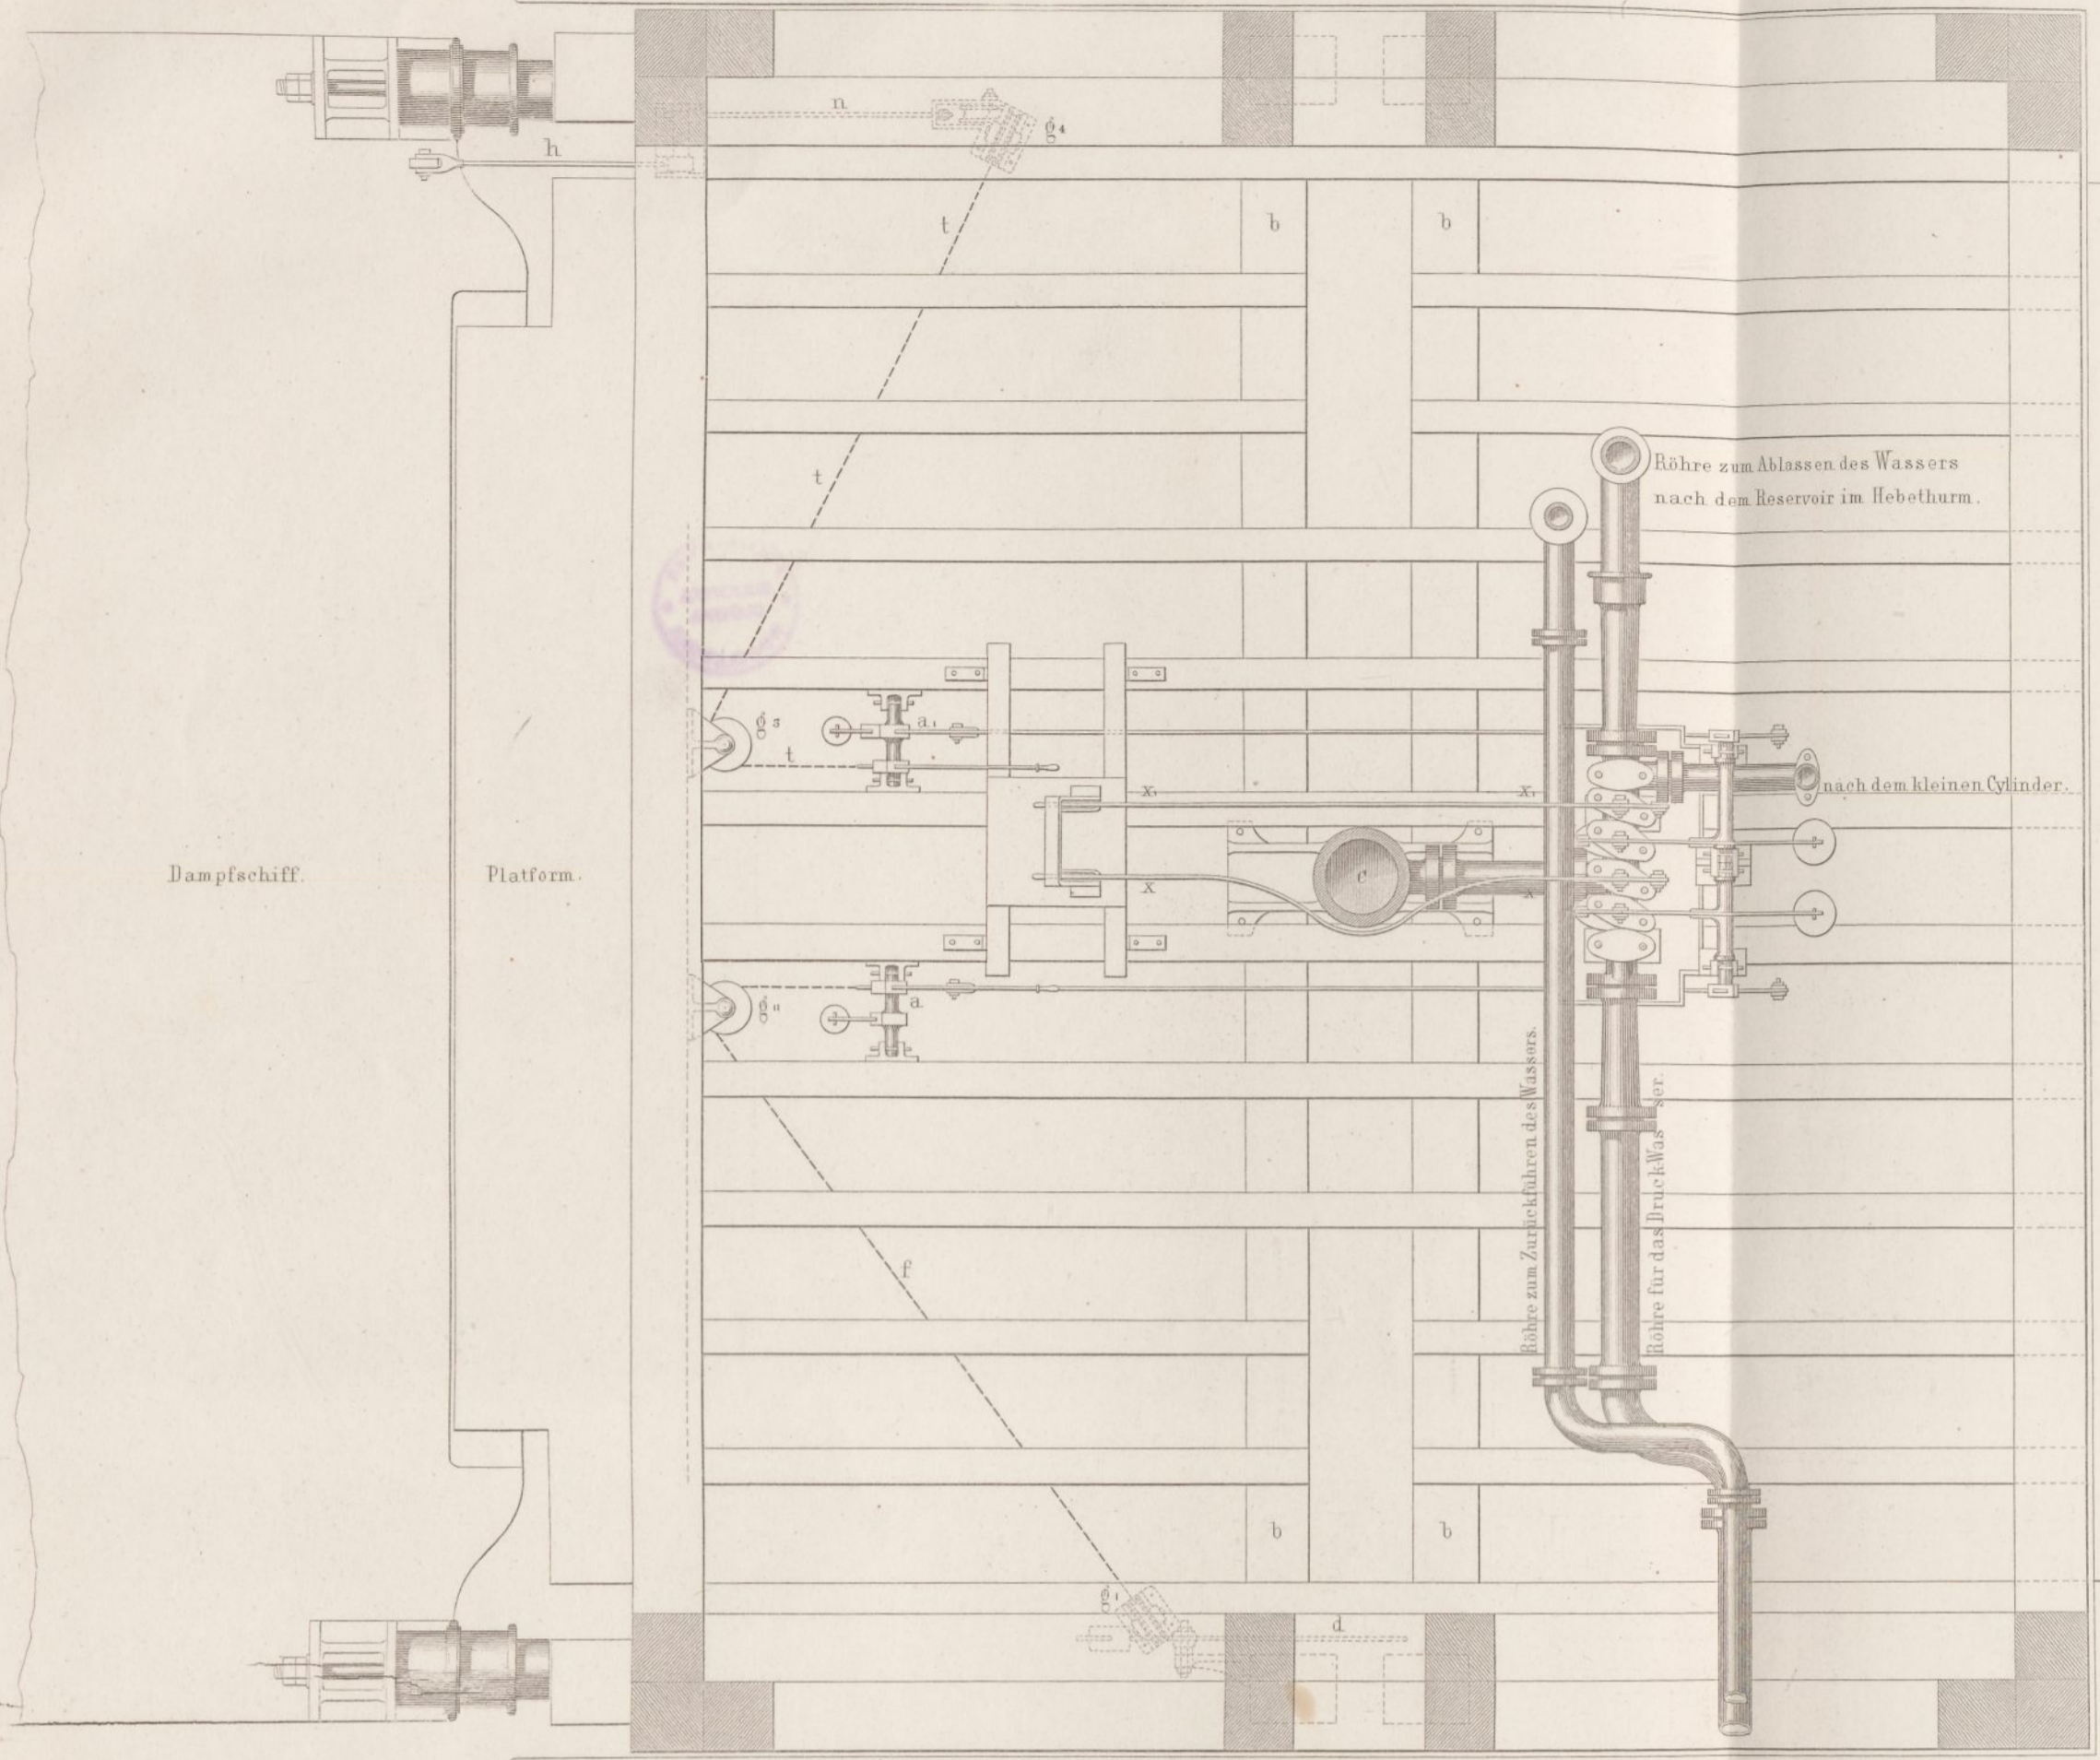 n
g4
h
t
b
b
t
Röhre zum Ablassen des Wassers
nach dem Reservoir im Hebethurm.
g3
a1
t
x1
x1
nach dem kleinen Cylinder.
Dampfschiff.
Platform.
c
x
x
g11
a
Röhre zum Zurückführen des Wassers.
Röhre für das Druck-Wasser.
f
b
b
g1
d